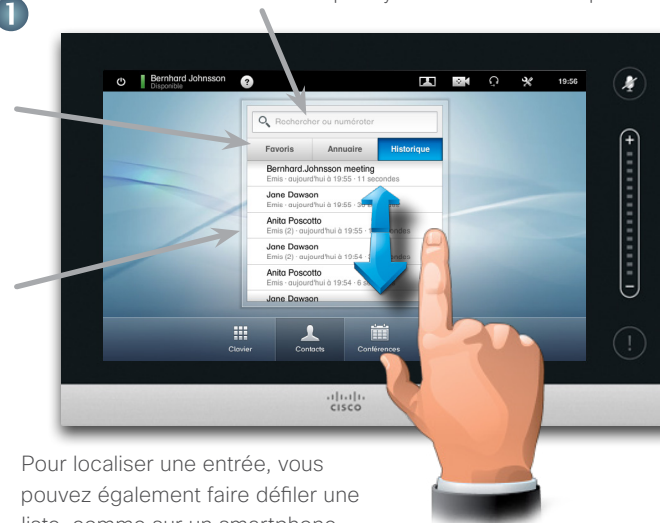 1
Bernhard Johnsson
Disponible
?
19:56
Rechercher ou numéroter
Favoris Annuaire Historique
Bernhard.Johnsson meeting
Emis - aujourd'hui à 19:55 - 11 secondes
Jane Dawson
Emis - aujourd'hui à 19:55 -
Anita Poscotto
Emis (2) - aujourd'hui à 19:55 -
Jane Dawson
Emis (2) - aujourd'hui à 19:54 -
Anita Poscotto
Emis - aujourd'hui à 19:54 - 6
Jane Dawson
Clavier Contacts Conférences
+
−
!
CISCO
Pour localiser une entrée, vous
pouvez également faire défiler une
liste, comme sur un smartphone